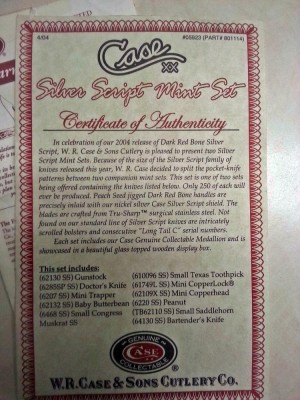 4/04
#05923 (PART# 801114)
Case
XX
Silver Script Mint Set
Certificate of Authenticity
In celebration of our 2004 release of Dark Red Bone Silver
Script, W. R. Case & Sons Cutlery is pleased to present two Silver
Script Mint Sets. Because of the size of the Silver Script family of
knives released this year, W. R. Case decided to split the pocket-knife
patterns between two companion mint sets. This set is one of two sets
being offered containing the knives listed below. Only 250 of each will
ever be produced. Peach Seed Jigged Dark Red Bone handles are
precisely inlaid with our nickel silver Case Silver Script shield. The
blades are crafted from Tru-Sharp™ surgical stainless steel. Not
found on our standard line of Silver Script knives are intricately
scrolled bolsters and consecutive "Long Tail C" serial numbers.
Each set includes our Case Genuine Collectable Medallion and is
showcased in a beautiful glass-topped wooden display box.
This set includes:
(62130 SS) Gunstock
(610096 SS) Small Texas Toothpick
(62855P SS) Doctor's Knife
(61749L SS) Mini CopperLock®
(6207 SS) Mini Trapper
(62109X SS) Mini Copperhead
(62132 SS) Baby Butterbean
(6220 SS) Peanut
(6468 SS) Small Congress
(TB62110 SS) Small Saddlehorn
Muskrat SS
(64130 SS) Bartender's Knife
GENUINE
CASE
XX
COLLECTABLE
W.R. CASE & SONS CUTLERY CO.